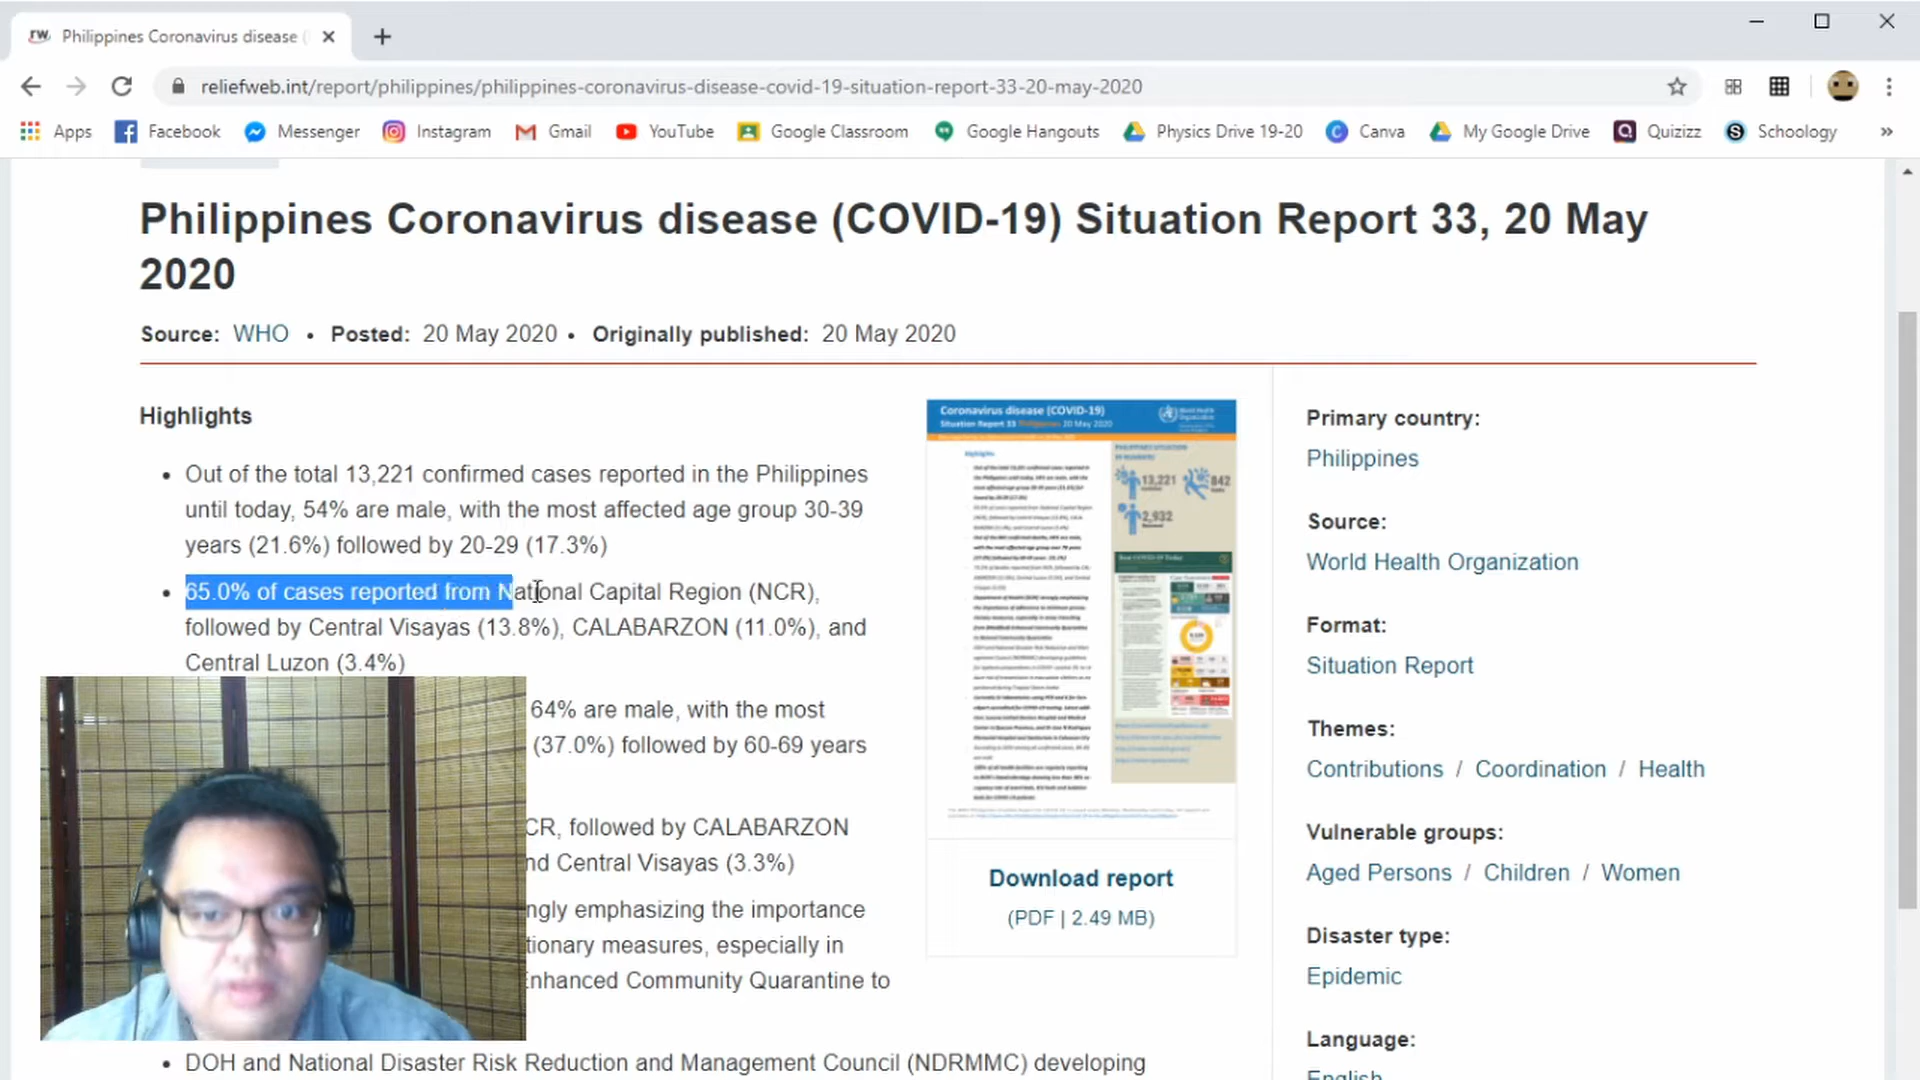 Philippines Coronavirus disease (
reliefweb.int/report/philippines/philippines-coronavirus-disease-covid-19-situation-report-33-20-may-2020
Apps Facebook Messenger Instagram Gmail YouTube Google Classroom Google Hangouts Physics Drive 19-20 Canva My Google Drive Quizizz Schoology »
Philippines Coronavirus disease (COVID-19) Situation Report 33, 20 May
2020
Source: WHO • Posted: 20 May 2020 • Originally published: 20 May 2020
Highlights
• Out of the total 13,221 confirmed cases reported in the Philippines
until today, 54% are male, with the most affected age group 30-39
years (21.6%) followed by 20-29 (17.3%)
• 65.0% of cases reported from National Capital Region (NCR),
followed by Central Visayas (13.8%), CALABARZON (11.0%), and
Central Luzon (3.4%)
64% are male, with the most
(37.0%) followed by 60-69 years
CR, followed by CALABARZON
nd Central Visayas (3.3%)
ngly emphasizing the importance
tionary measures, especially in
Enhanced Community Quarantine to
• DOH and National Disaster Risk Reduction and Management Council (NDRMMC) developing
Coronavirus disease (COVID-19)
Situation Report 33 Philippines 20 May 2020
World Health
Organization
Highlights
13,221
842
2,932
Download report
(PDF | 2.49 MB)
Primary country:
Philippines
Source:
World Health Organization
Format:
Situation Report
Themes:
Contributions / Coordination / Health
Vulnerable groups:
Aged Persons / Children / Women
Disaster type:
Epidemic
Language:
English